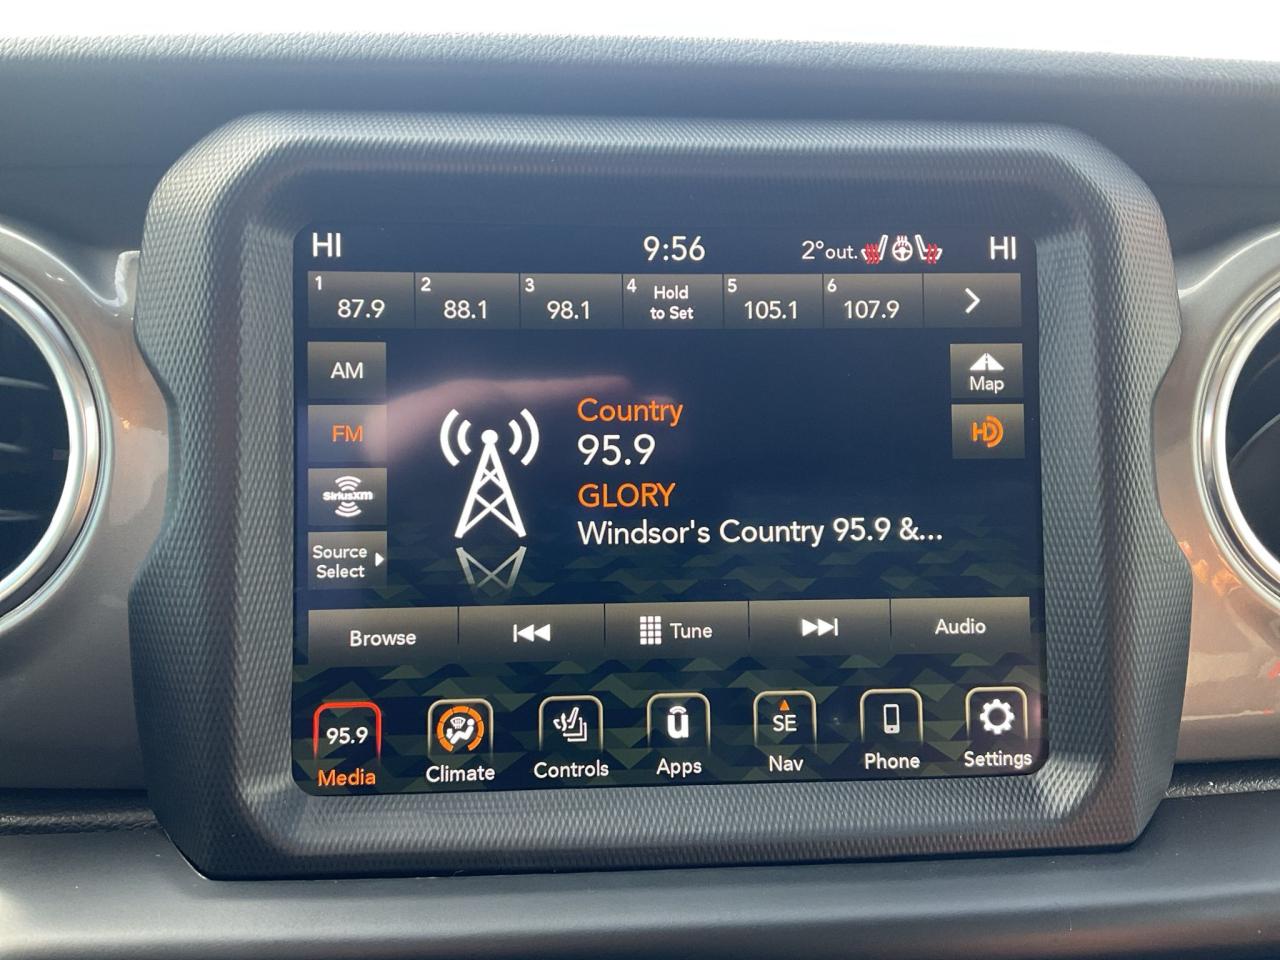 HI 9:56 2°out. HI
1 87.9 2 88.1 3 98.1 4 Hold to Set 5 105.1 6 107.9
AM
Map
FM
HD
Country
95.9
SiriusXM
GLORY
Windsor's Country 95.9 &...
Source
Select
Browse Tune Audio
95.9 u SE
Media Climate Controls Apps Nav Phone Settings